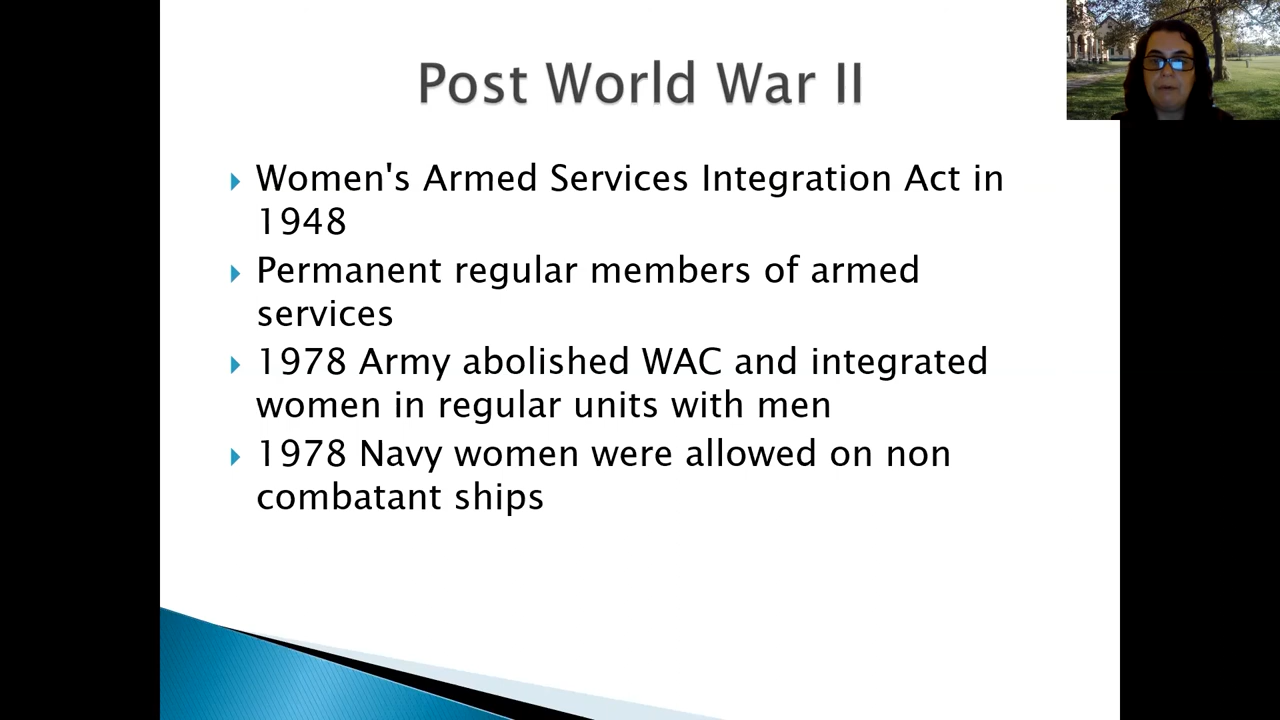 Post World War II
Women's Armed Services Integration Act in
1948
Permanent regular members of armed
services
1978 Army abolished WAC and integrated
women in regular units with men
1978 Navy women were allowed on non
combatant ships